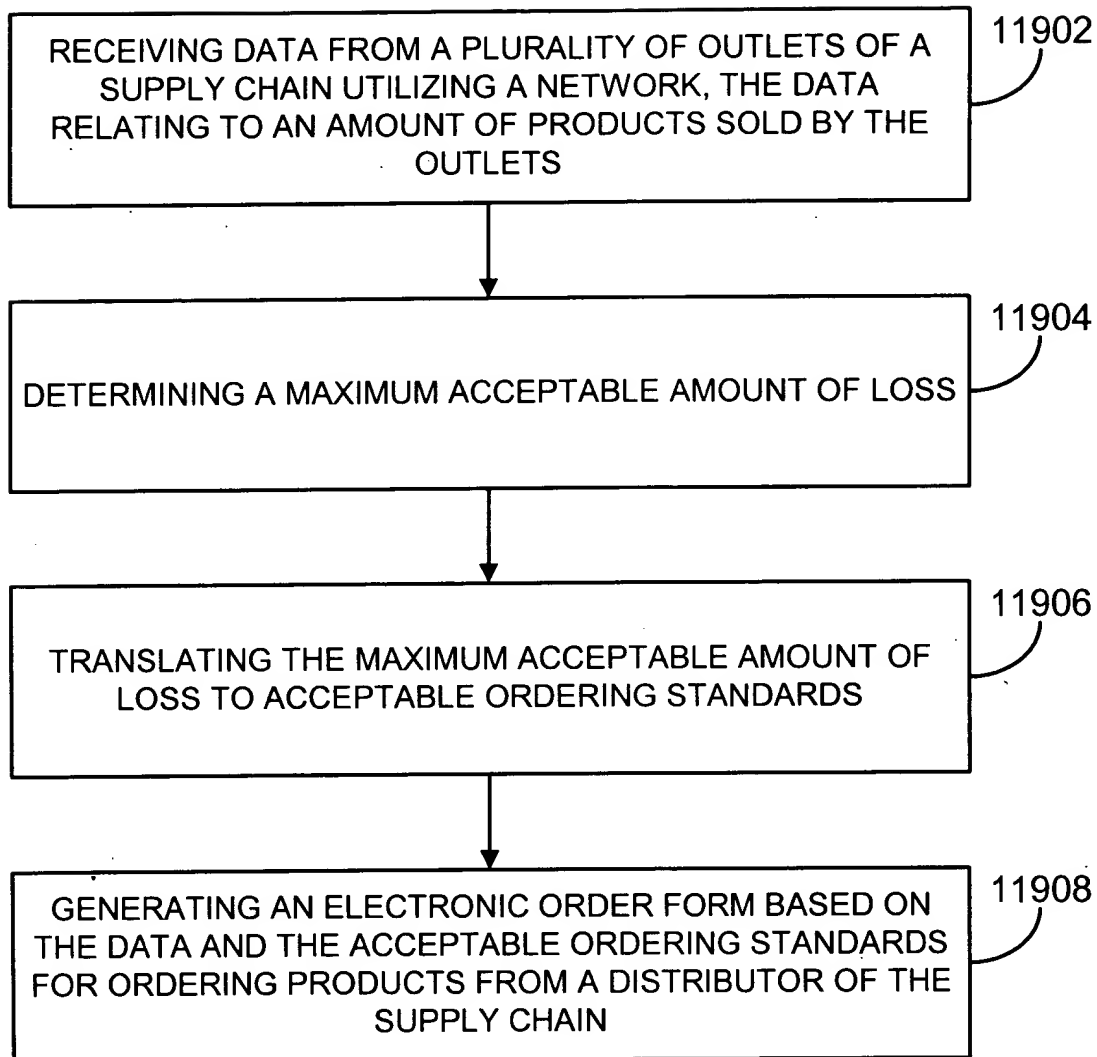 RECEIVING DATA FROM A PLURALITY OF OUTLETS OF A
SUPPLY CHAIN UTILIZING A NETWORK, THE DATA
RELATING TO AN AMOUNT OF PRODUCTS SOLD BY THE
OUTLETS
11902
DETERMINING A MAXIMUM ACCEPTABLE AMOUNT OF LOSS
11904
TRANSLATING THE MAXIMUM ACCEPTABLE AMOUNT OF
LOSS TO ACCEPTABLE ORDERING STANDARDS
11906
GENERATING AN ELECTRONIC ORDER FORM BASED ON
THE DATA AND THE ACCEPTABLE ORDERING STANDARDS
FOR ORDERING PRODUCTS FROM A DISTRIBUTOR OF THE
SUPPLY CHAIN
11908